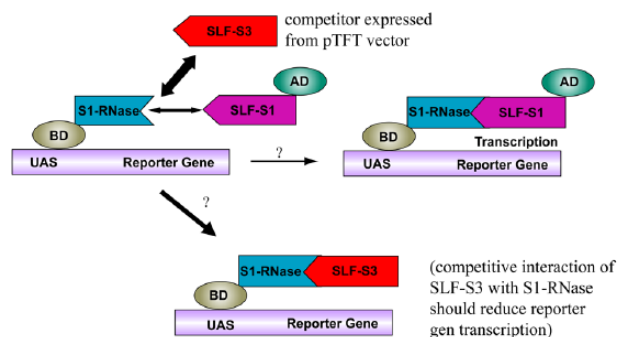 SLF-S3
competitor expressed
from pTFT vector
AD
S1-RNase
SLF-S1
BD
UAS Reporter Gene
?
AD
S1-RNase SLF-S1
BD
Transcription
UAS Reporter Gene
?
S1-RNase SLF-S3
BD
UAS Reporter Gene
(competitive interaction of
SLF-S3 with S1-RNase
should reduce reporter
gen transcription)